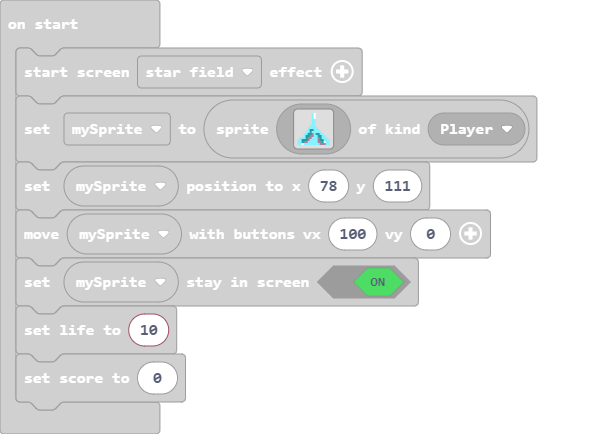 on start
start screen star field effect
set mySprite to sprite of kind Player
set mySprite position to x 78 y 111
move mySprite with buttons vx 100 vy 0
set mySprite stay in screen ON
set life to 10
set score to 0